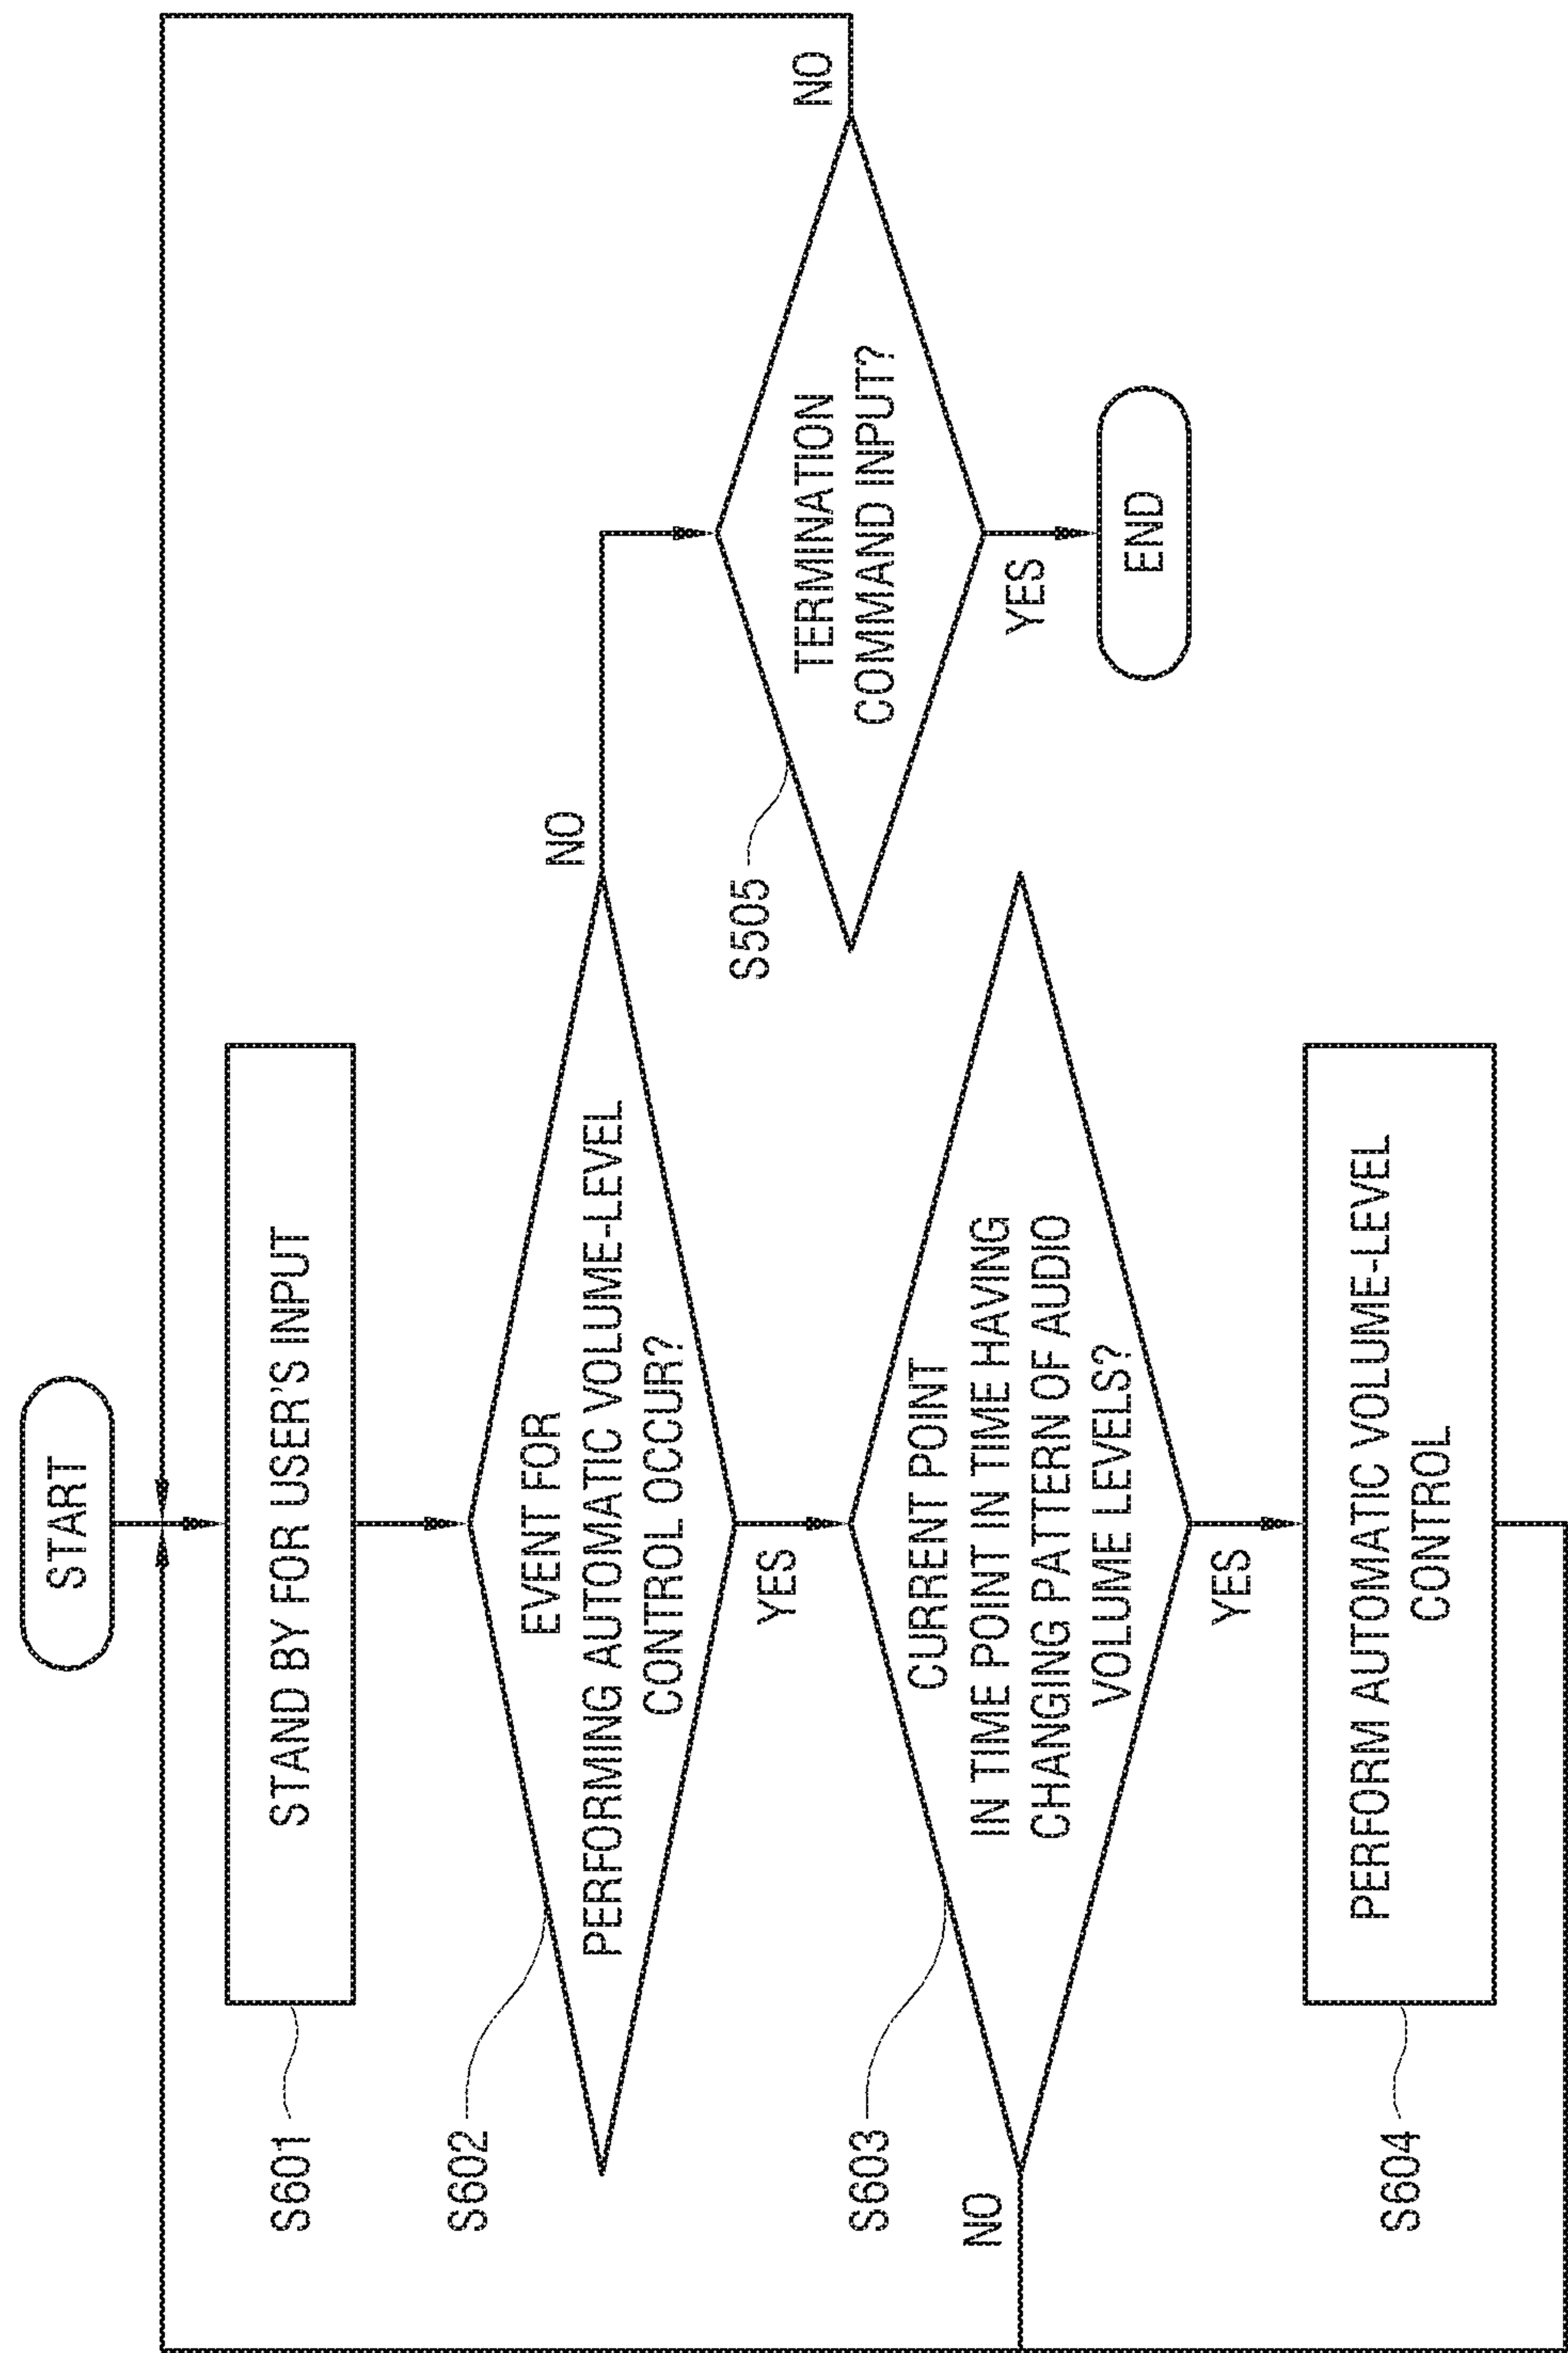 START
S601
STAND BY FOR USER'S INPUT
S602
EVENT FOR
PERFORMING AUTOMATIC VOLUME-LEVEL
CONTROL OCCUR?
NO
YES
S505
TERMINATION
COMMAND INPUT?
NO
YES
END
S603
CURRENT POINT
IN TIME POINT IN TIME HAVING
CHANGING PATTERN OF AUDIO
VOLUME LEVELS?
NO
YES
S604
PERFORM AUTOMATIC VOLUME-LEVEL
CONTROL